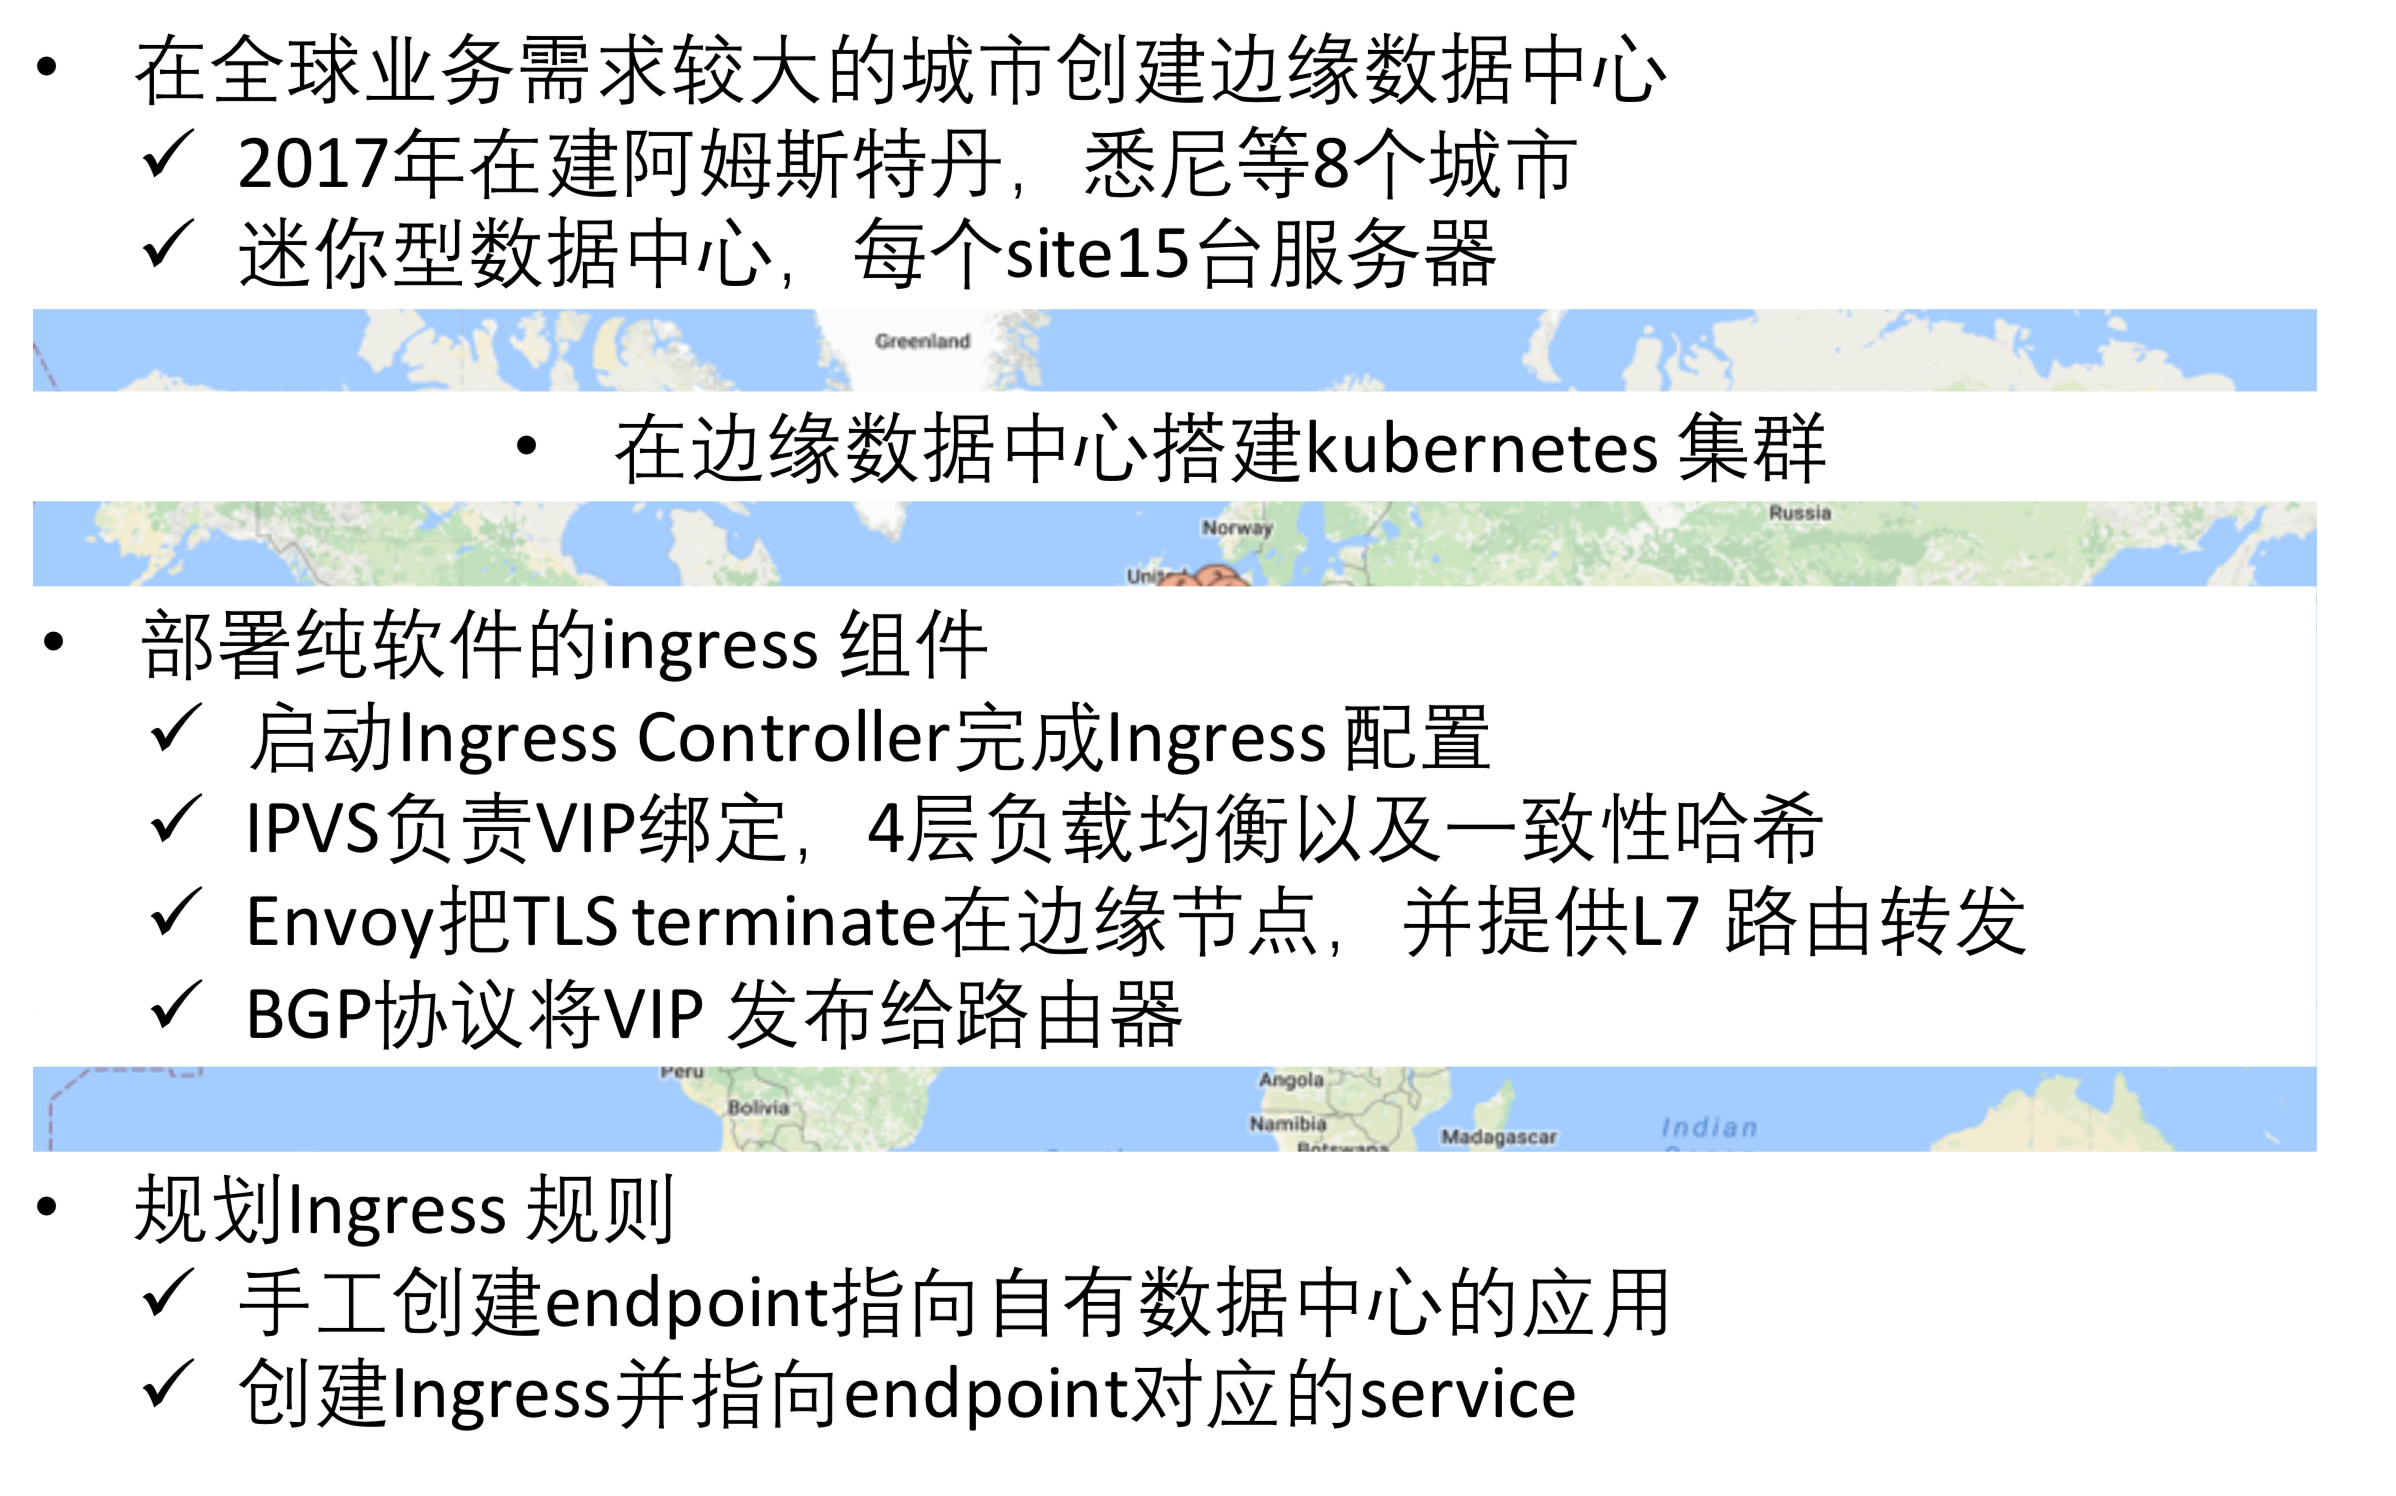 • 在全球业务需求较大的城市创建边缘数据中心
✓ 2017年在建阿姆斯特丹，悉尼等8个城市
✓ 迷你型数据中心，每个site15台服务器
Greenland
• 在边缘数据中心搭建kubernetes 集群
Russia
Norway
• 部署纯软件的ingress 组件
✓ 启动Ingress Controller完成Ingress 配置
✓ IPVS负责VIP绑定，4层负载均衡以及一致性哈希
✓ Envoy把TLS terminate在边缘节点，并提供L7 路由转发
✓ BGP协议将VIP 发布给路由器
Peru
Angola
Bolivia
Namibia
Indian
Madagascar
Botswana
• 规划Ingress 规则
✓ 手工创建endpoint指向自有数据中心的应用
✓ 创建Ingress并指向endpoint对应的service